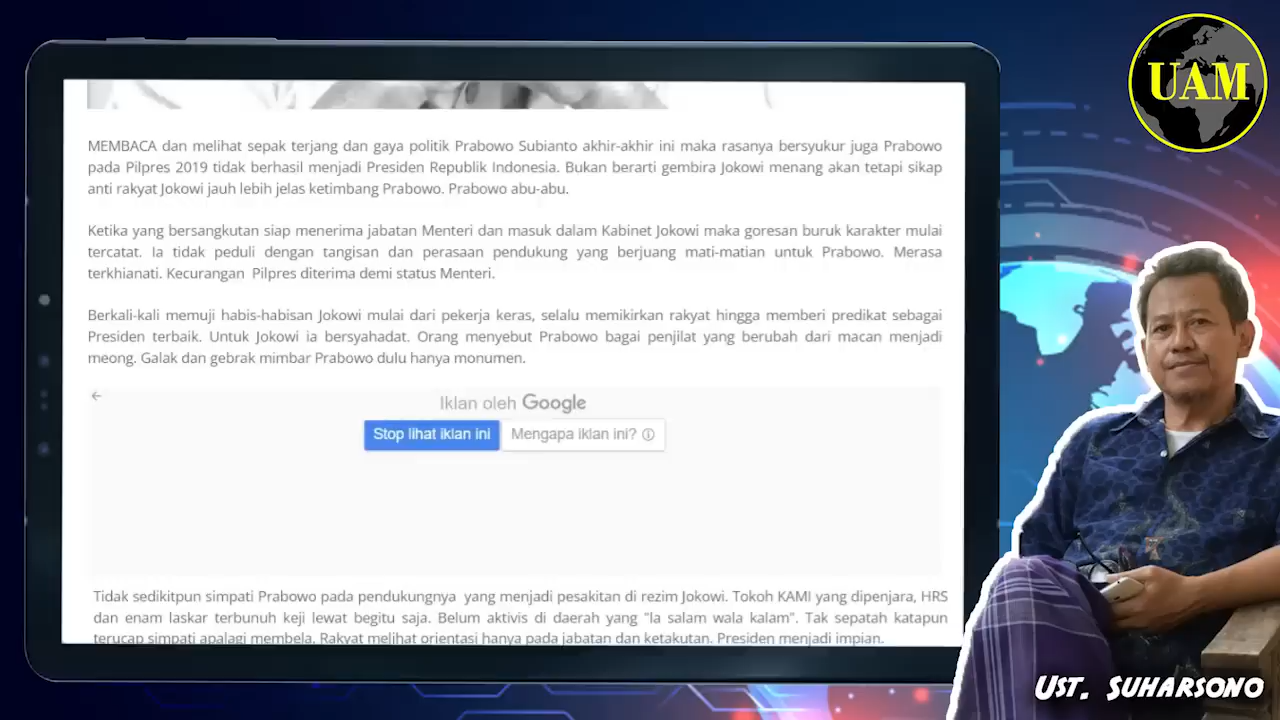 UAM
MEMBACA dan melihat sepak terjang dan gaya politik Prabowo Subianto akhir-akhir ini maka rasanya bersyukur juga Prabowo
pada Pilpres 2019 tidak berhasil menjadi Presiden Republik Indonesia. Bukan berarti gembira Jokowi menang akan tetapi sikap
anti rakyat Jokowi jauh lebih jelas ketimbang Prabowo. Prabowo abu-abu.
Ketika yang bersangkutan siap menerima jabatan Menteri dan masuk dalam Kabinet Jokowi maka goresan buruk karakter mulai
tercatat. Ia tidak peduli dengan tangisan dan perasaan pendukung yang berjuang mati-matian untuk Prabowo. Merasa
terkhianati. Kecurangan Pilpres diterima demi status Menteri.
Berkali-kali memuji habis-habisan Jokowi mulai dari pekerja keras, selalu memikirkan rakyat hingga memberi predikat sebagai
Presiden terbaik. Untuk Jokowi ia bersyahadat. Orang menyebut Prabowo bagai penjilat yang berubah dari macan menjadi
meong. Galak dan gebrak mimbar Prabowo dulu hanya monumen.
Iklan oleh Google
Stop lihat iklan ini Mengapa iklan ini?
Tidak sedikitpun simpati Prabowo pada pendukungnya yang menjadi pesakitan di rezim Jokowi. Tokoh KAMI yang dipenjara, HRS
dan enam laskar terbunuh keji lewat begitu saja. Belum aktivis di daerah yang "la salam wala kalam". Tak sepatah katapun
terucap simpati apalagi membela. Rakyat melihat orientasi hanya pada jabatan dan ketakutan. Presiden menjadi impian.
UST. SUHARSONO